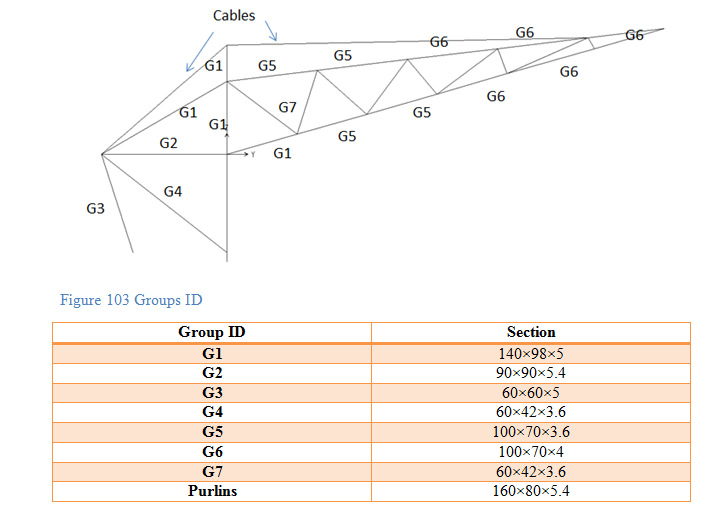 Cables
G6
G6
G6
G5
G1
G5
G6
G6
G7
G1
G5
G1
G5
G2
G1
G4
G3
Y
Figure 103 Groups ID
Group ID Section
G1 140×98×5
G2 90×90×5.4
G3 60×60×5
G4 60×42×3.6
G5 100×70×3.6
G6 100×70×4
G7 60×42×3.6
Purlins 160×80×5.4